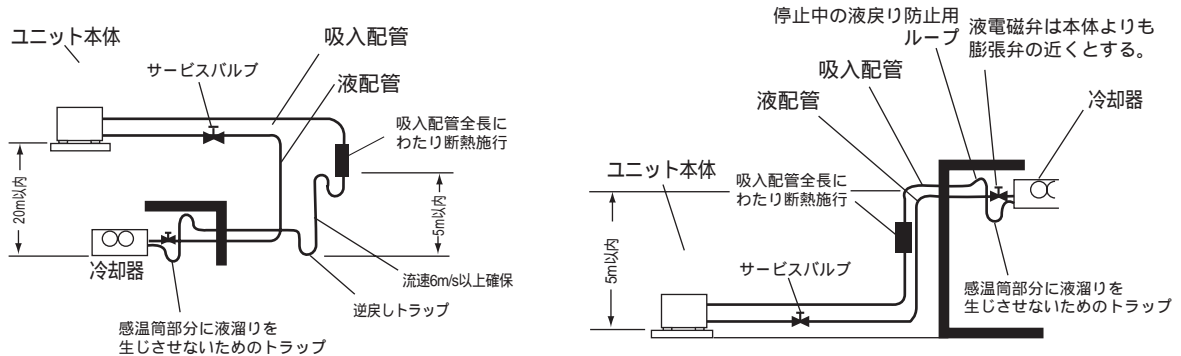 ユニット本体
サービスバルブ
吸入配管
液配管
吸入配管全長に
わたり断熱施行
20m以内
5m以内
冷却器
流速6m/s以上確保
逆戻しトラップ
感温筒部分に液溜りを
生じさせないためのトラップ
停止中の液戻り防止用
ループ
液電磁弁は本体よりも
膨張弁の近くとする。
吸入配管
液配管
冷却器
ユニット本体
吸入配管全長に
わたり断熱施行
5m以内
サービスバルブ
感温筒部分に液溜りを
生じさせないためのトラップ